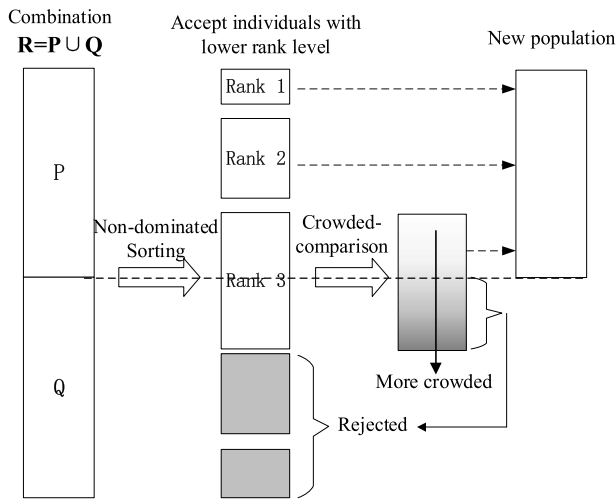 Combination
R=P∪Q
Accept individuals with
lower rank level
New population
P
Q
Non-dominated
Sorting
Rank 1
Rank 2
Rank 3
Crowded-
comparison
More crowded
Rejected